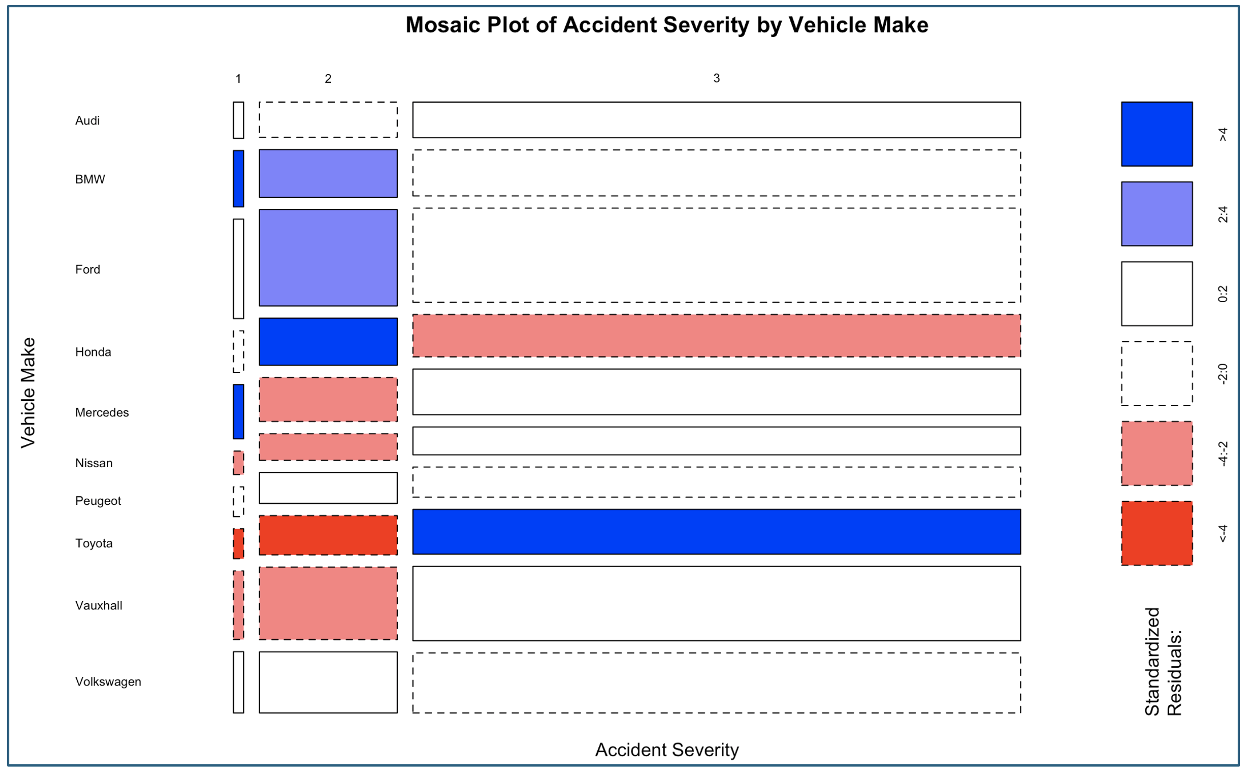 Mosaic Plot of Accident Severity by Vehicle Make
1 2 3
Audi
BMW
Ford
Honda
Mercedes
Nissan
Peugeot
Toyota
Vauxhall
Volkswagen
Vehicle Make
Accident Severity
>4
2:4
0:2
-2:0
-4:-2
<-4
Standardized
Residuals: